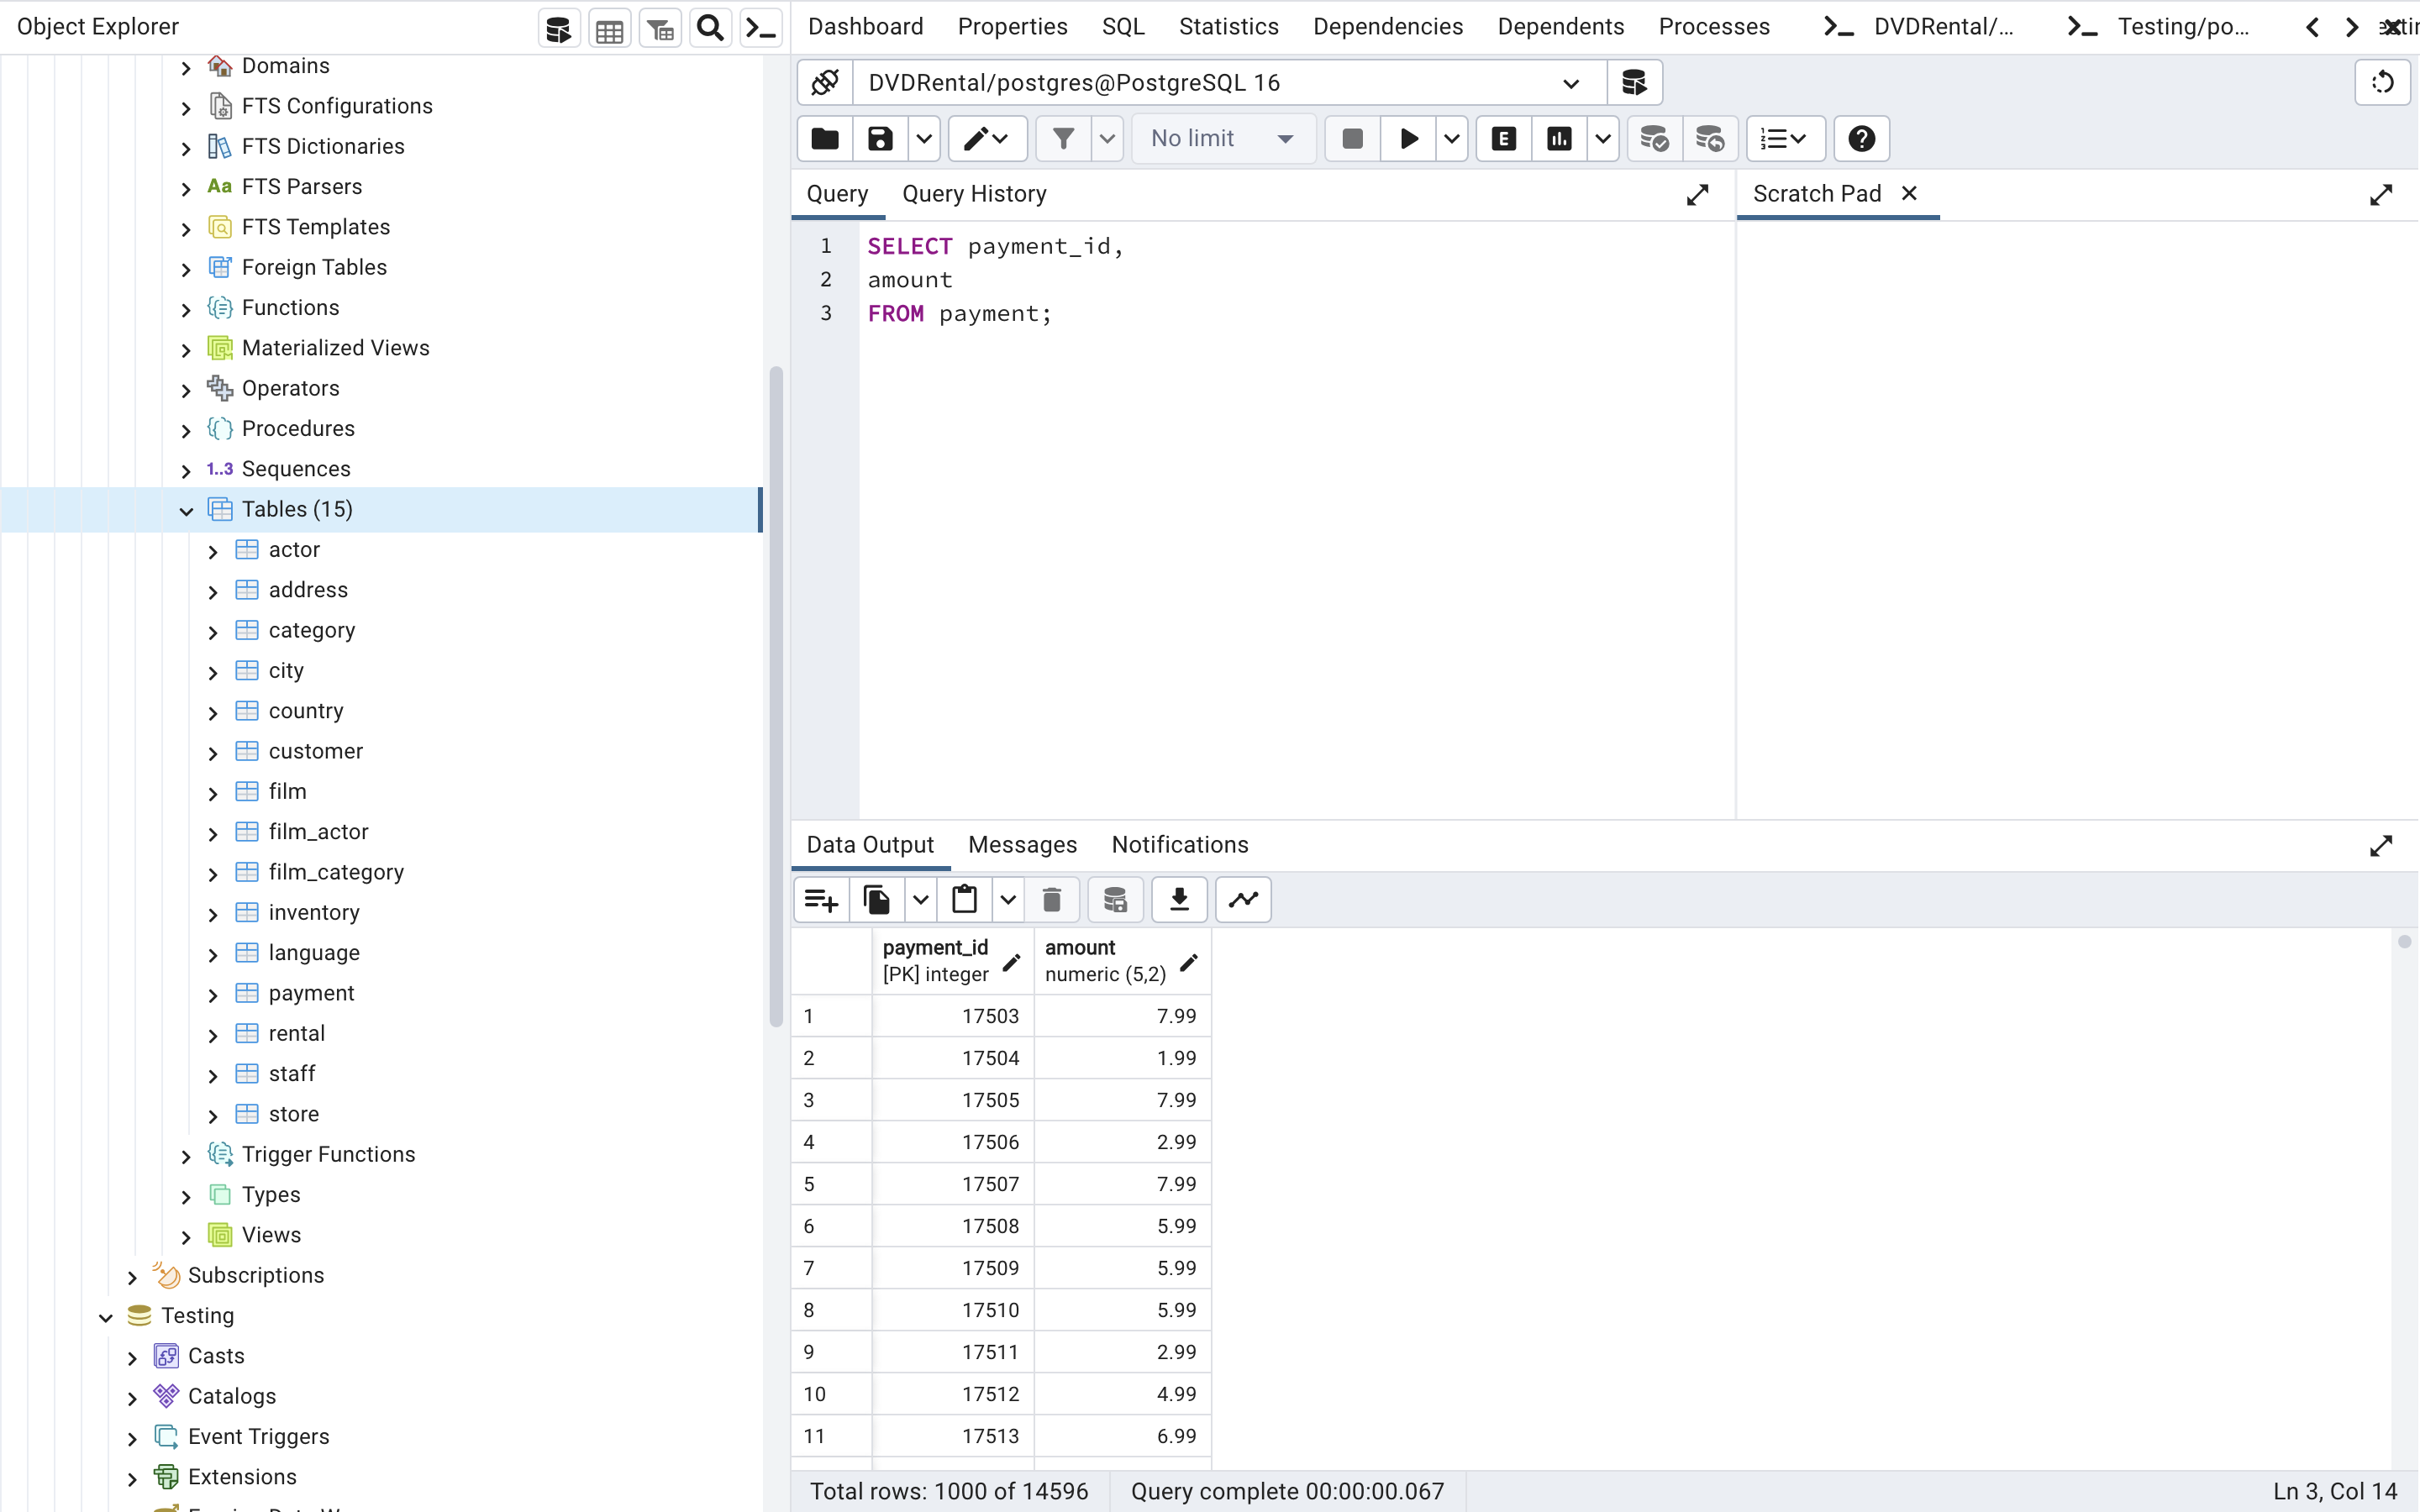 Object Explorer
Domains
FTS Configurations
FTS Dictionaries
Aa FTS Parsers
FTS Templates
Foreign Tables
Functions
Materialized Views
Operators
Procedures
1..3 Sequences
Tables (15)
actor
address
category
city
country
customer
film
film_actor
film_category
inventory
language
payment
rental
staff
store
Trigger Functions
Types
Views
Subscriptions
Testing
Casts
Catalogs
Event Triggers
Extensions
Dashboard Properties SQL Statistics Dependencies Dependents Processes DVDRental/... Testing/po...
DVDRental/postgres@PostgreSQL 16
No limit E
Query Query History
1 SELECT payment_id,
2 amount
3 FROM payment;
Scratch Pad
Data Output Messages Notifications
payment_id amount
[PK] integer numeric (5,2)
1 17503 7.99
2 17504 1.99
3 17505 7.99
4 17506 2.99
5 17507 7.99
6 17508 5.99
7 17509 5.99
8 17510 5.99
9 17511 2.99
10 17512 4.99
11 17513 6.99
Total rows: 1000 of 14596 Query complete 00:00:00.067 Ln 3, Col 14